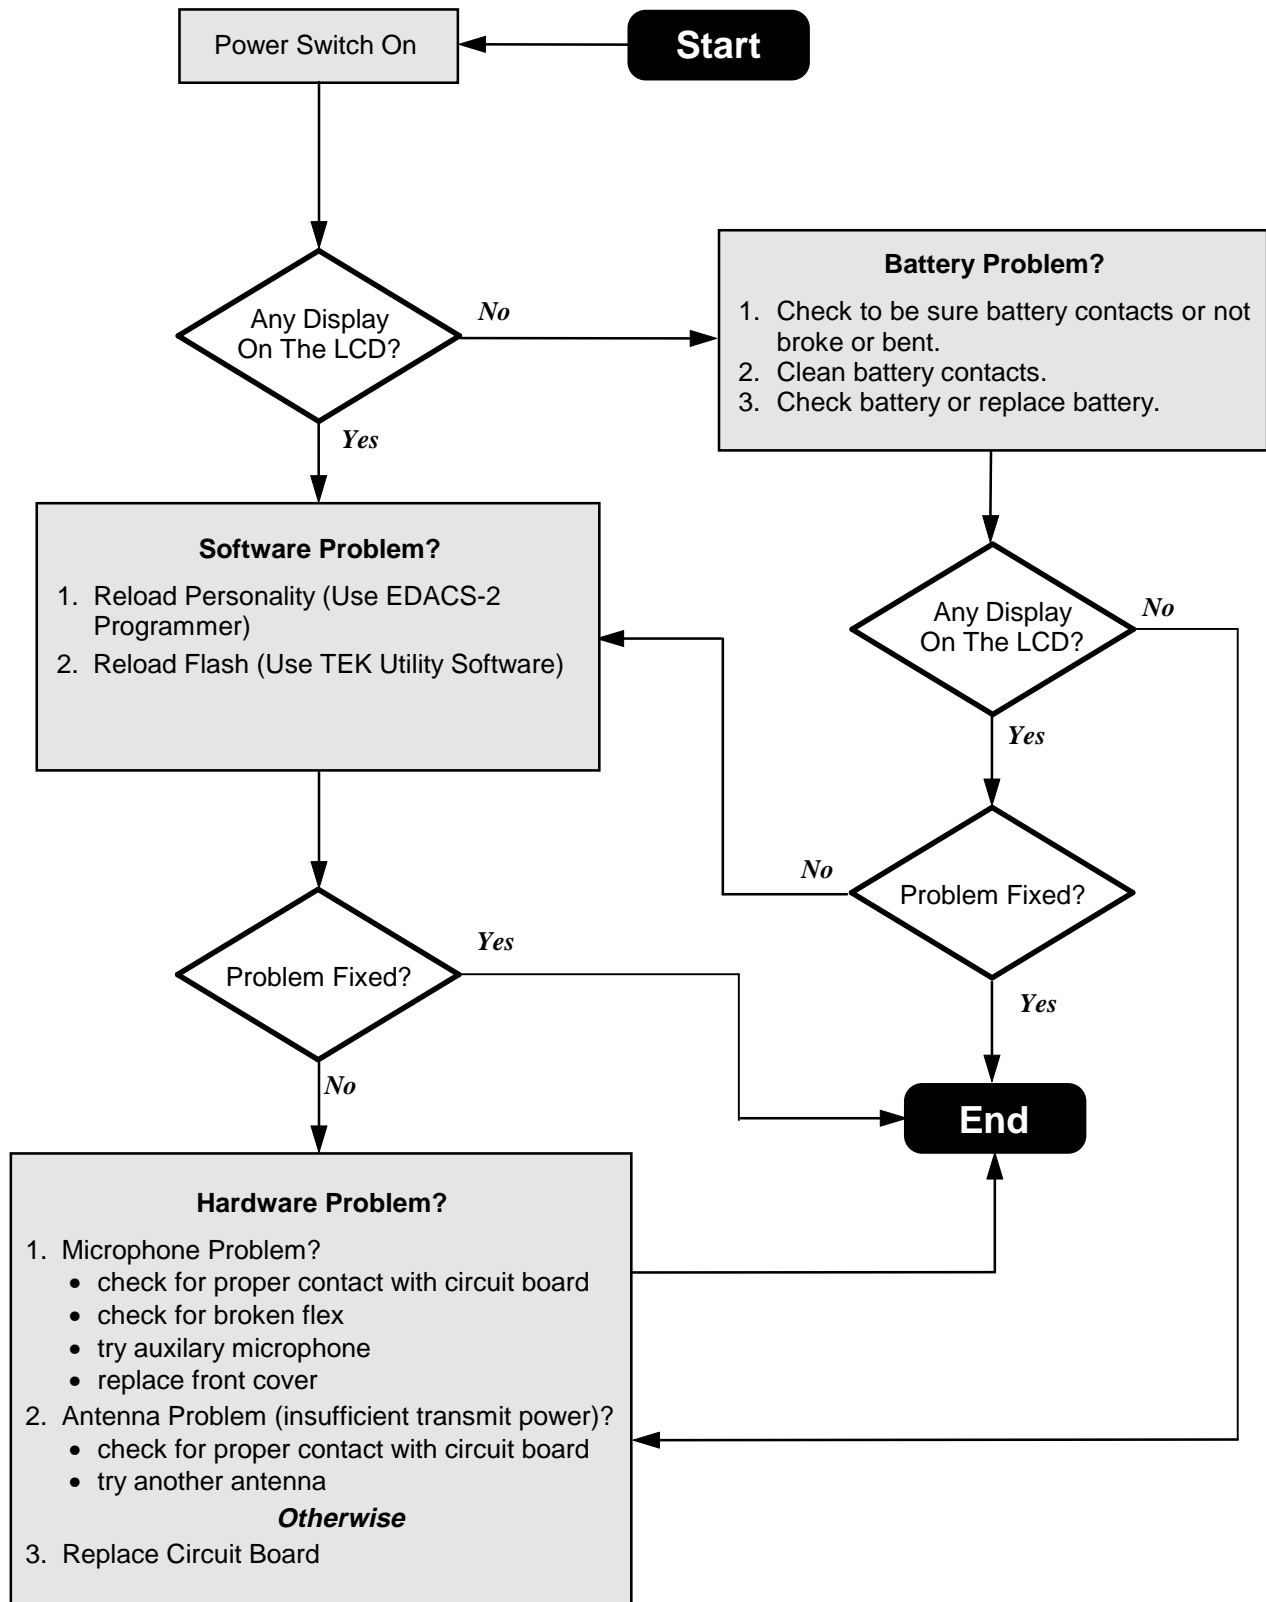 Power Switch On
Start
Any Display
On The LCD?
No
Yes
Battery Problem?
1. Check to be sure battery contacts or not
broke or bent.
2. Clean battery contacts.
3. Check battery or replace battery.
Software Problem?
1. Reload Personality (Use EDACS-2
Programmer)
2. Reload Flash (Use TEK Utility Software)
Any Display
On The LCD?
No
Yes
Problem Fixed?
No
Yes
Problem Fixed?
Yes
No
End
Hardware Problem?
1. Microphone Problem?
• check for proper contact with circuit board
• check for broken flex
• try auxilary microphone
• replace front cover
2. Antenna Problem (insufficient transmit power)?
• check for proper contact with circuit board
• try another antenna
Otherwise
3. Replace Circuit Board